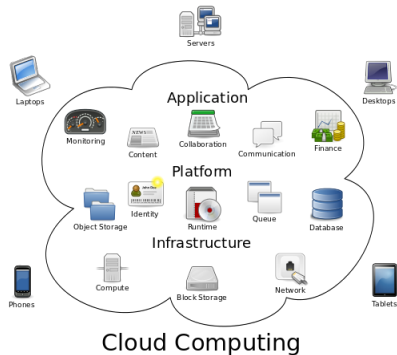 Servers
Laptops
Desktops
Application
Monitoring
NEWS
Content
Collaboration
Communication
Finance
Platform
Object Storage
Identity
Runtime
Queue
Database
Infrastructure
Compute
Block Storage
Network
Phones
Tablets
Cloud Computing